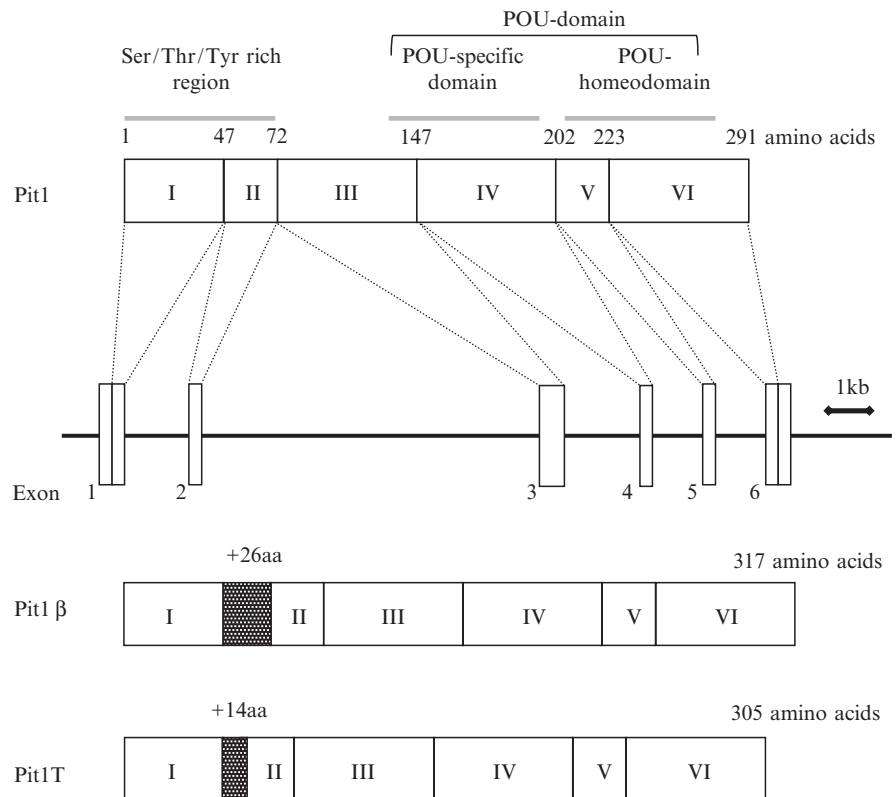 POU-domain
Ser/Thr/Tyr rich region
POU-specific domain
POU-homeodomain
1 47 72 147 202 223 291 amino acids
Pit1 I II III IV V VI
1kb
Exon 1 2 3 4 5 6
+26aa
317 amino acids
Pit1 β I II III IV V VI
+14aa
305 amino acids
Pit1T I II III IV V VI